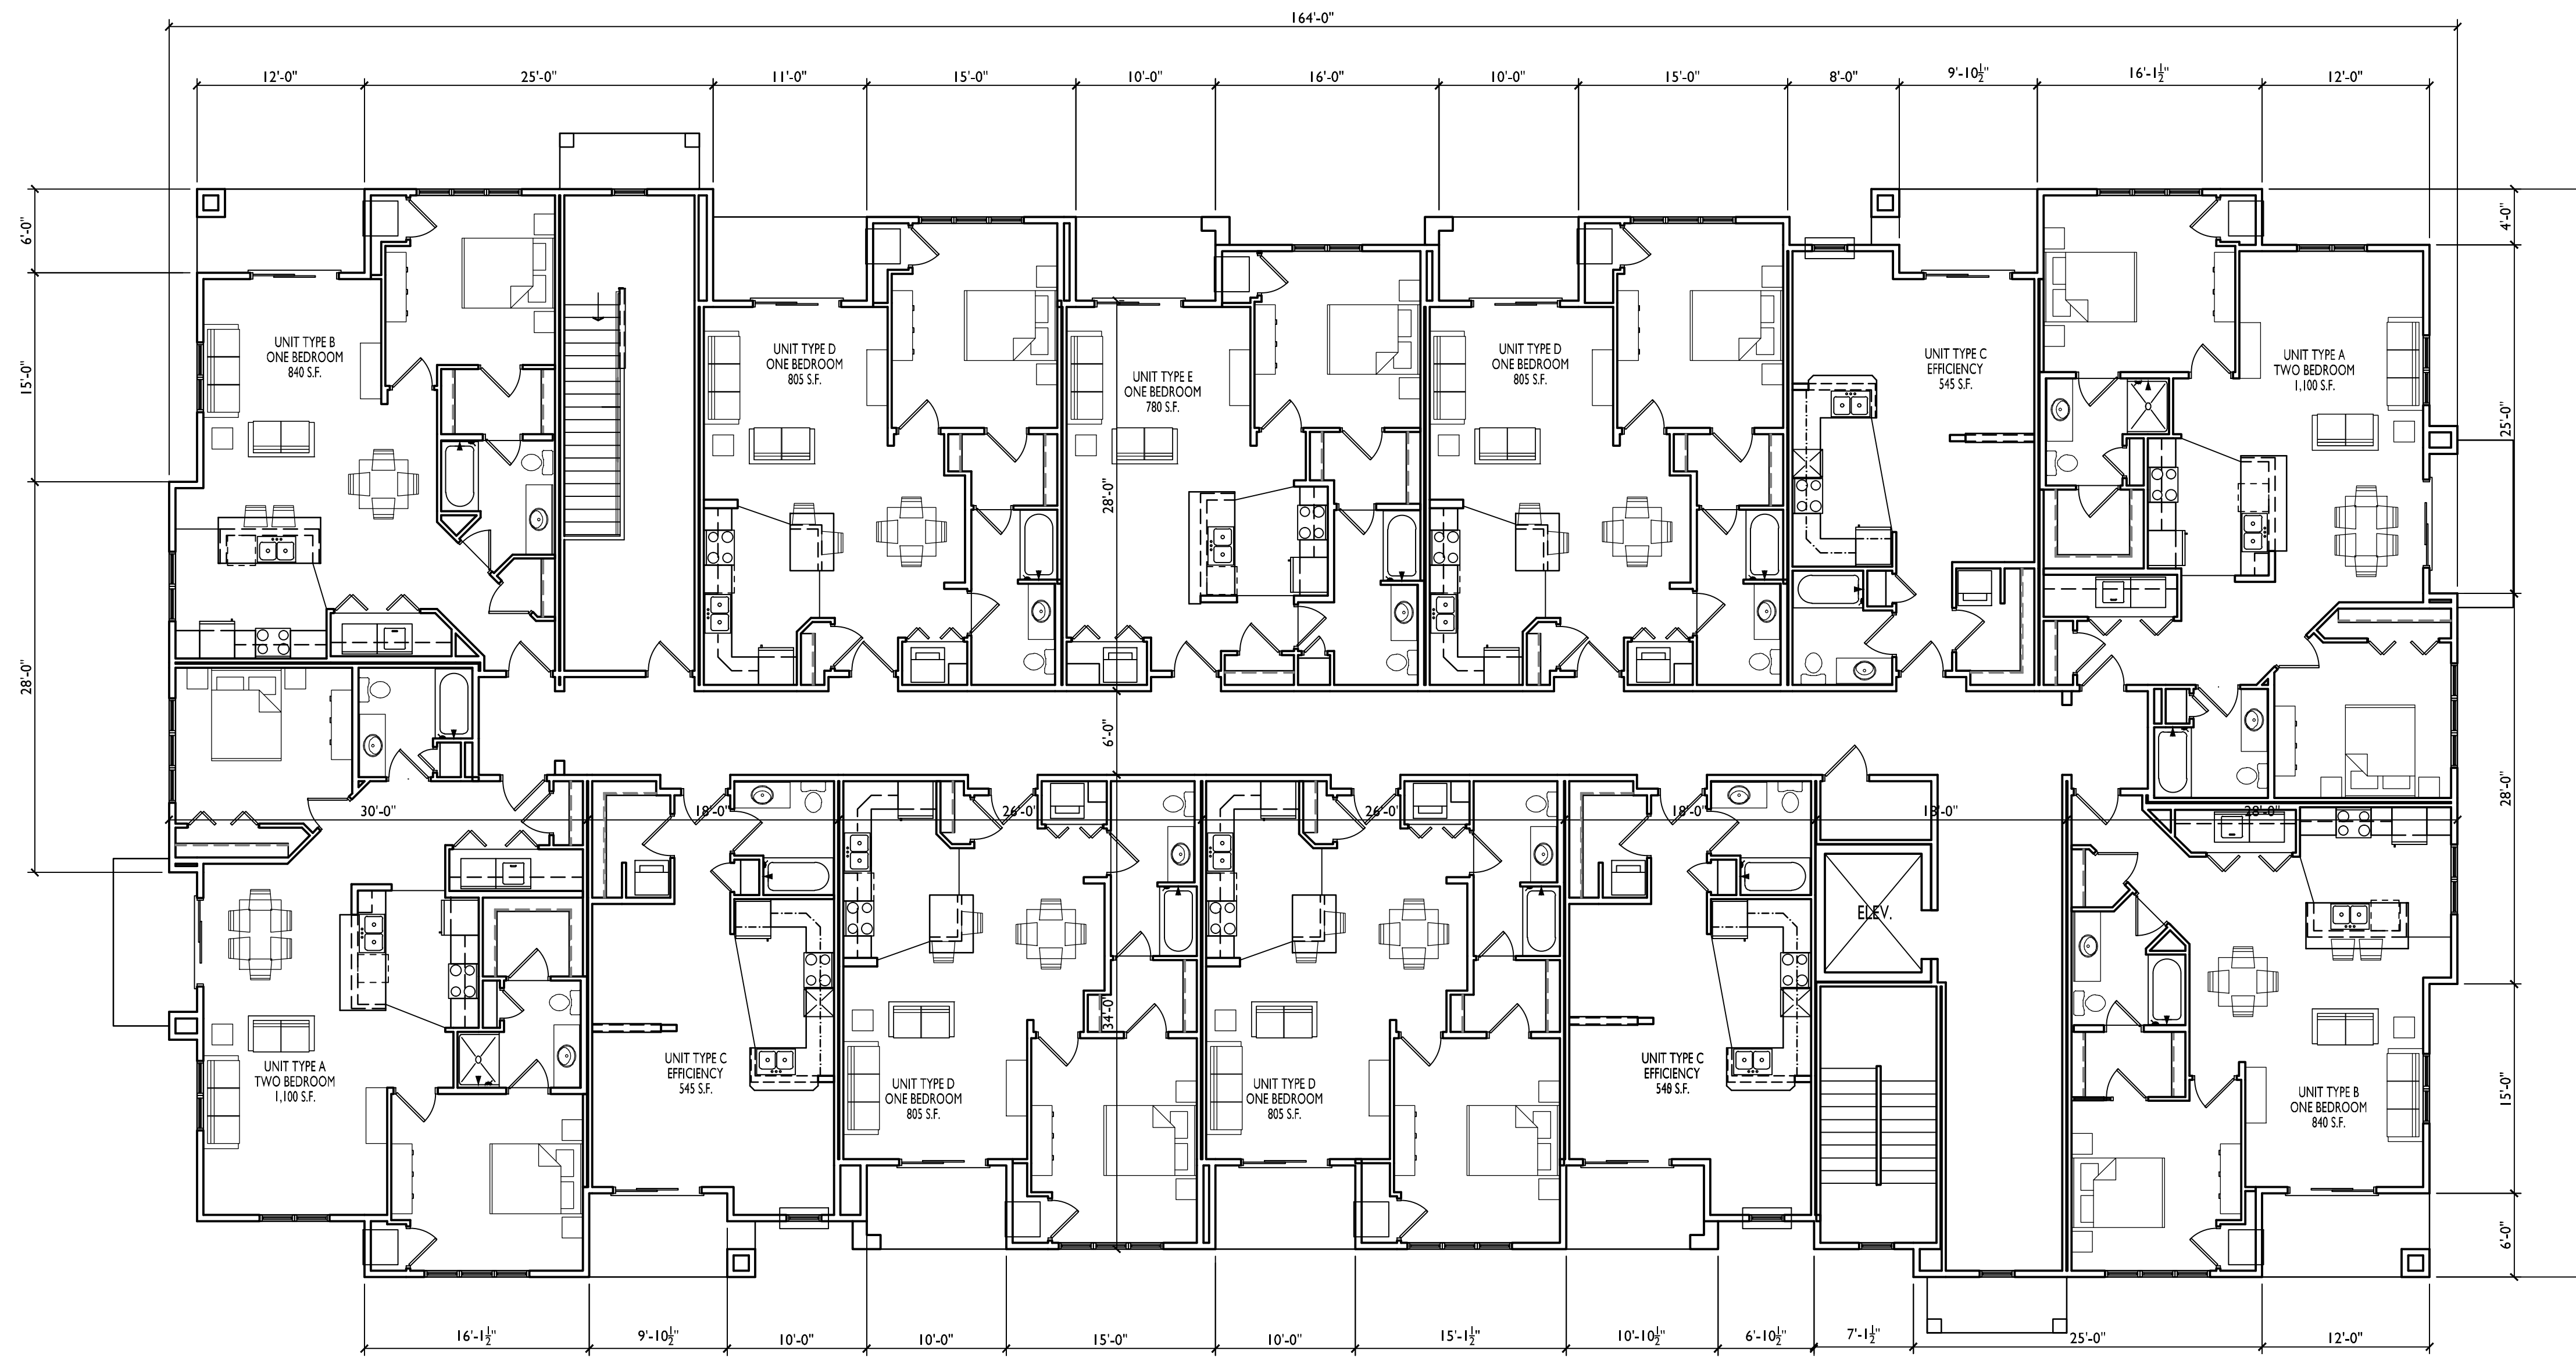 164'-0"
12'-0" 25'-0" 11'-0" 15'-0" 10'-0" 16'-0" 10'-0" 15'-0" 8'-0" 9'-10½" 16'-1½" 12'-0"
6'-0"
15'-0"
28'-0"
4'-0"
25'-0"
28'-0"
15'-0"
6'-0"
UNIT TYPE B
ONE BEDROOM
840 S.F.
UNIT TYPE D
ONE BEDROOM
805 S.F.
UNIT TYPE E
ONE BEDROOM
780 S.F.
UNIT TYPE D
ONE BEDROOM
805 S.F.
UNIT TYPE C
EFFICIENCY
545 S.F.
UNIT TYPE A
TWO BEDROOM
1,100 S.F.
28'-0"
6'-0"
34'-0"
30'-0" 18'-0" 26'-0" 26'-0" 18'-0" 18'-0" 28'-0"
ELEV.
UNIT TYPE A
TWO BEDROOM
1,100 S.F.
UNIT TYPE C
EFFICIENCY
545 S.F.
UNIT TYPE D
ONE BEDROOM
805 S.F.
UNIT TYPE D
ONE BEDROOM
805 S.F.
UNIT TYPE C
EFFICIENCY
S.F.
UNIT TYPE B
ONE BEDROOM
840 S.F.
16'-1½" 9'-10½" 10'-0" 10'-0" 15'-0" 10'-0" 15'-1½" 10'-10½" 6'-10½" 7'-1½" 25'-0" 12'-0"